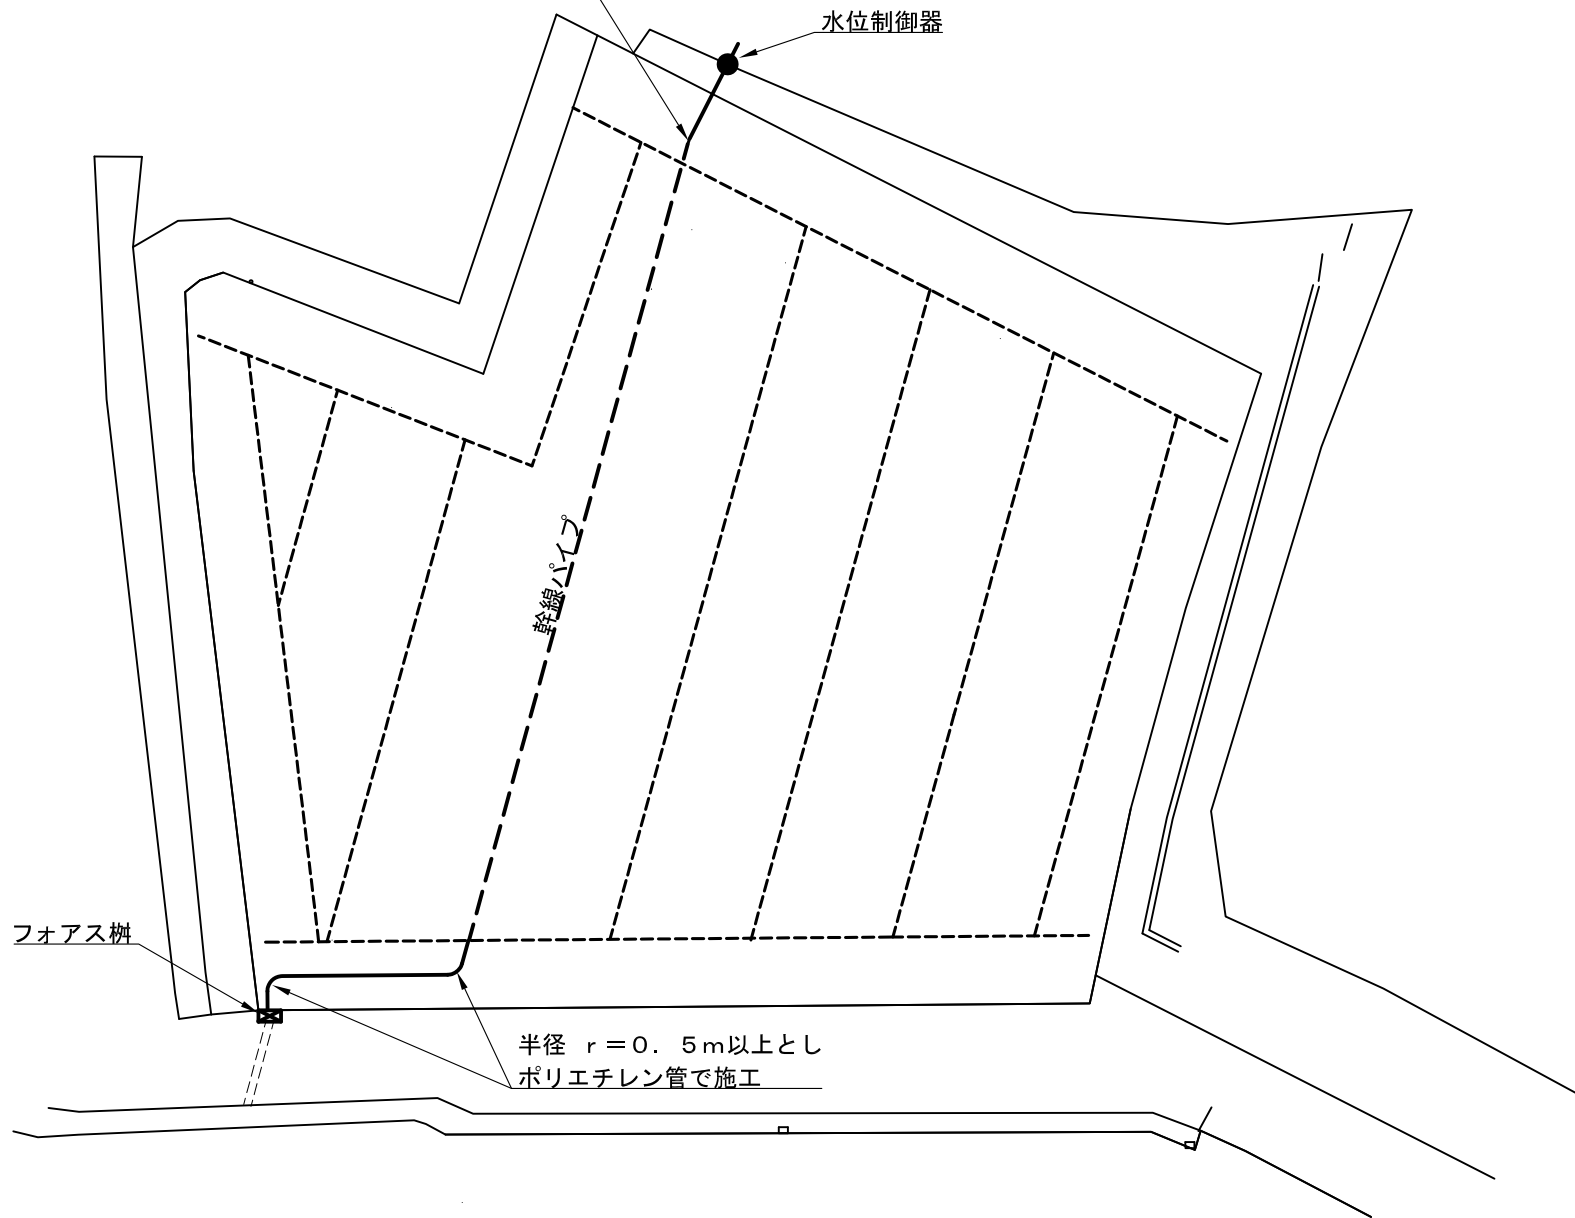 水位制御器
幹線パイプ
フォアス桝
半径 ｒ＝０．５ｍ以上とし
ポリエチレン管で施工